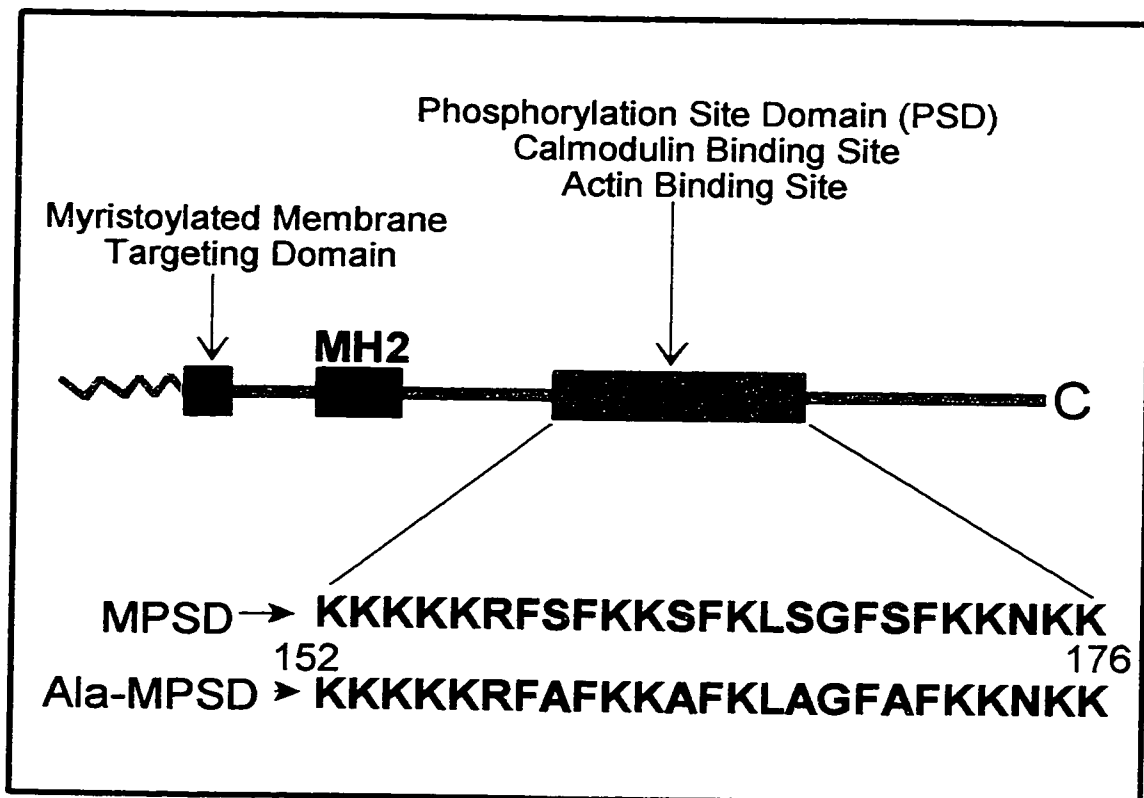 Phosphorylation Site Domain (PSD)
Calmodulin Binding Site
Actin Binding Site
Myristoylated Membrane
Targeting Domain
MH2
C
MPSD KKKKKRFSFKKSFKLSGFSFKKNKK
152 176
Ala-MPSD KKKKKRFAFKKAFKLAGFAFKKNKK